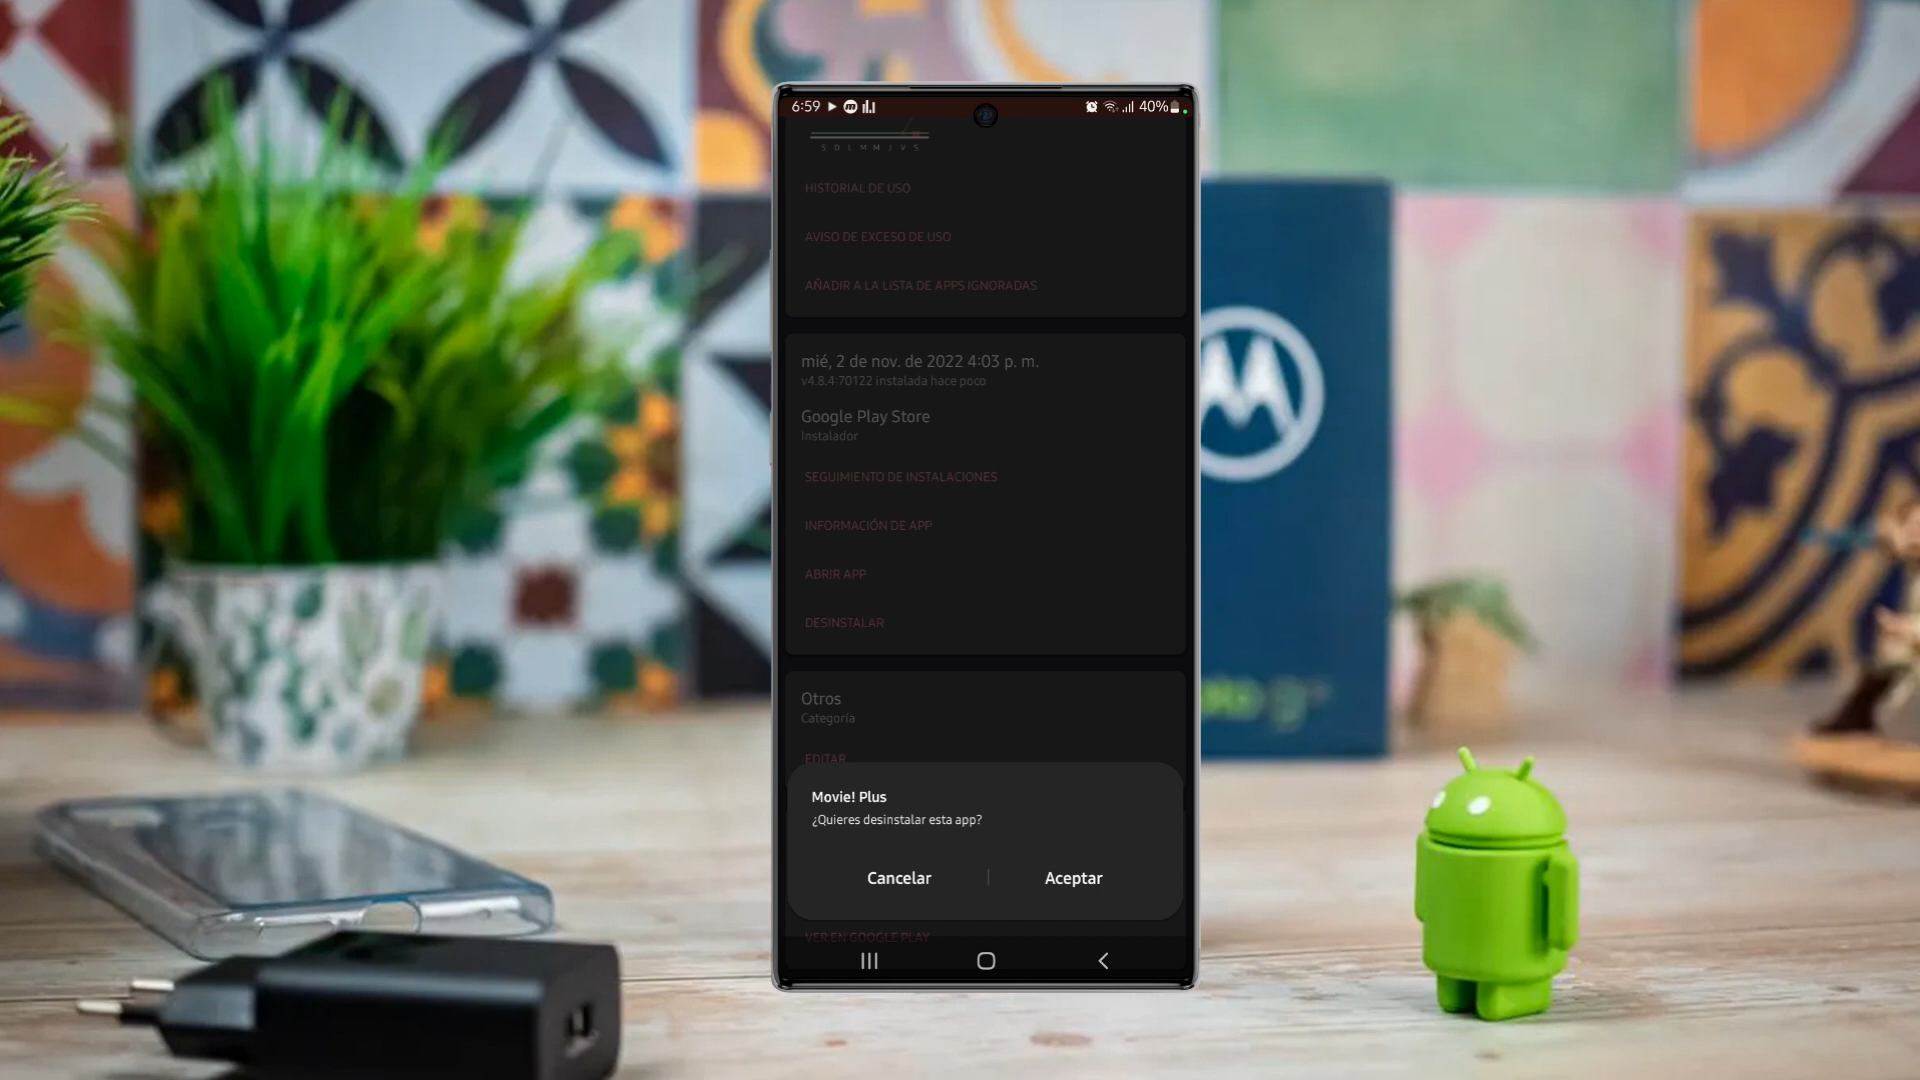 6:59
40%
S D L M M J V S
HISTORIAL DE USO
AVISO DE EXCESO DE USO
AÑADIR A LA LISTA DE APPS IGNORADAS
mié, 2 de nov. de 2022 4:03 p. m.
v4.8.4:70122 instalada hace poco
Google Play Store
Instalador
SEGUIMIENTO DE INSTALACIONES
INFORMACIÓN DE APP
ABRIR APP
DESINSTALAR
Otros
Categoría
EDITAR
Movie! Plus
¿Quieres desinstalar esta app?
Cancelar
Aceptar
VER EN GOOGLE PLAY